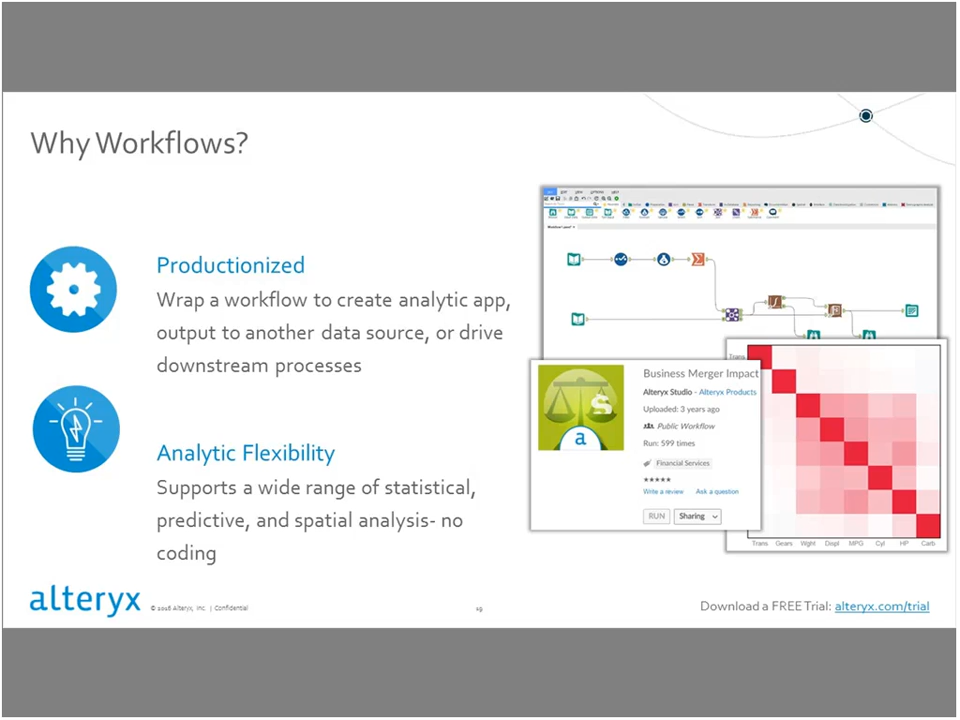 Why Workflows?
Productionized
Wrap a workflow to create analytic app,
output to another data source, or drive
downstream processes
Analytic Flexibility
Supports a wide range of statistical,
predictive, and spatial analysis- no
coding
Business Merger Impact
Alteryx Studio - Alteryx Products
Uploaded: 3 years ago
Public Workflow
Run: 599 times
Financial Services
★★★★★
Write a review Ask a question
RUN Sharing
a
S
Trans
Trans Gears Wght Displ MPG Cyl HP Carb
alteryx
© 2016 Alteryx, Inc. | Confidential
19
Download a FREE Trial: alteryx.com/trial